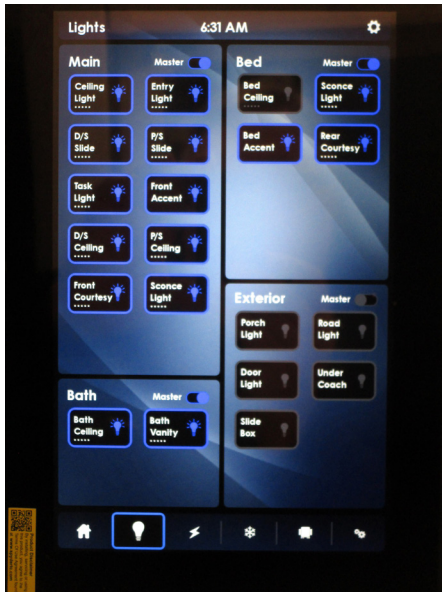 Lights
6:31 AM
Main
Master
Ceiling
Light
Entry
Light
D/S
Slide
P/S
Slide
Task
Light
Front
Accent
D/S
Ceiling
P/S
Ceiling
Front
Courtesy
Sconce
Light
Bath
Master
Bath
Ceiling
Bath
Vanity
Bed
Master
Bed
Ceiling
Sconce
Light
Bed
Accent
Rear
Courtesy
Exterior
Master
Porch
Light
Road
Light
Door
Light
Under
Coach
Slide
Box
Product Disclaimer